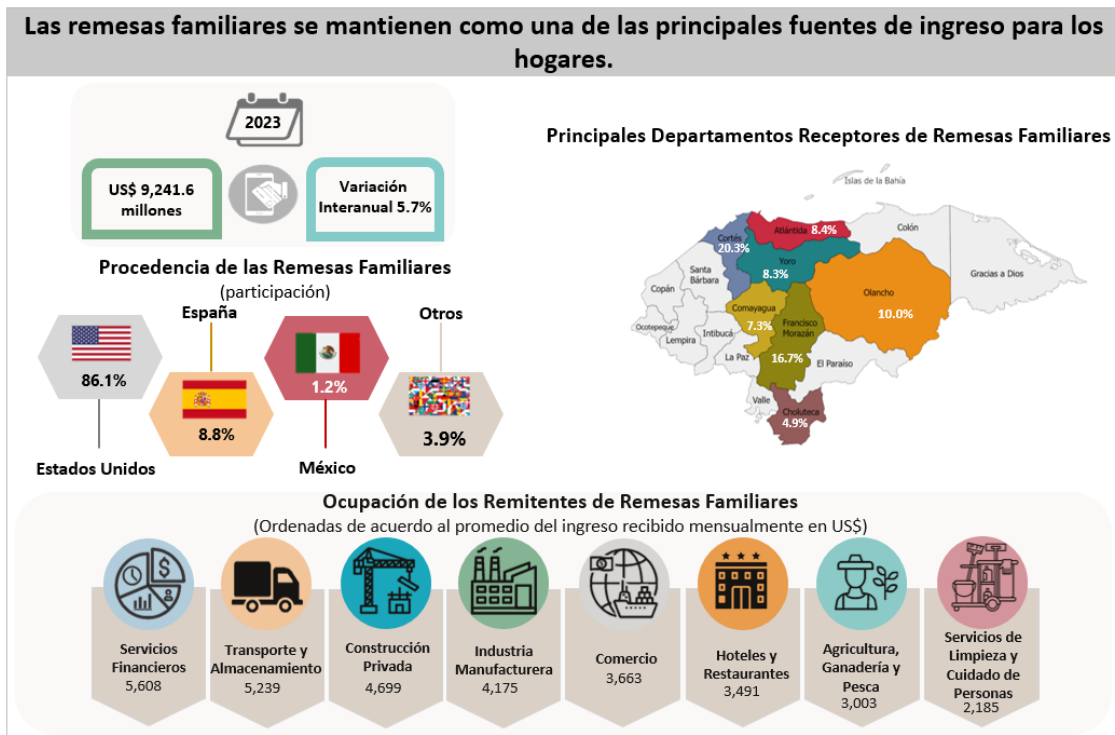 Las remesas familiares se mantienen como una de las principales fuentes de ingreso para los
hogares.
2023
US$ 9,241.6
millones
Variación
Interanual 5.7%
Procedencia de las Remesas Familiares
(participación)
España
Otros
86.1%
8.8%
1.2%
3.9%
Estados Unidos
México
Principales Departamentos Receptores de Remesas Familiares
Islas de la Bahía
Atlántida 8.4%
Colón
Cortés
20.3%
Yoro
8.3%
Gracias a Dios
Santa
Bárbara
Copán
Olancho
10.0%
Comayagua
7.3%
Francisco
Morazán
16.7%
Ocotepeque
Lempira
Intibucá
La Paz
El Paraíso
Valle
Choluteca
4.9%
Ocupación de los Remitentes de Remesas Familiares
(Ordenadas de acuerdo al promedio del ingreso recibido mensualmente en US$)
Servicios
Financieros
5,608
Transporte y
Almacenamiento
5,239
Construcción
Privada
4,699
Industria
Manufacturera
4,175
Comercio
3,663
Hoteles y
Restaurantes
3,491
Agricultura,
Ganadería y
Pesca
3,003
Servicios de
Limpieza y
Cuidado de
Personas
2,185